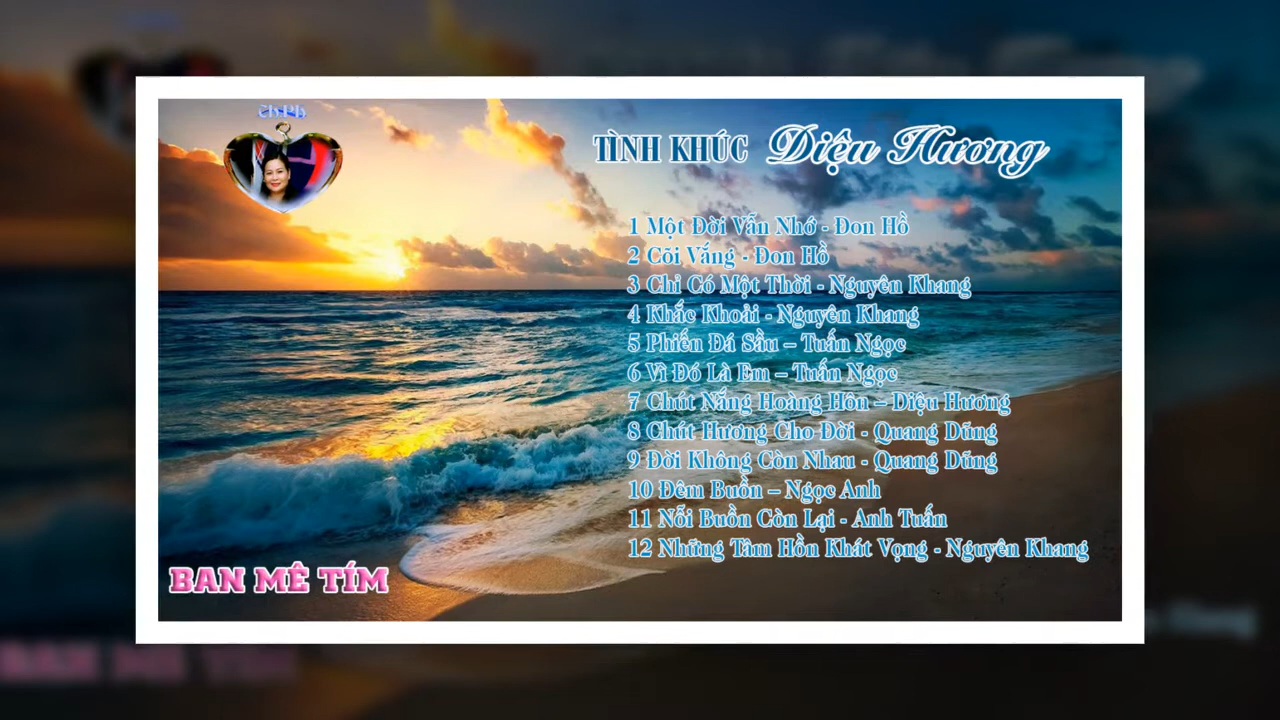 TÌNH KHÚC Diệu Hương
1 Một Đời Vẫn Nhớ - Đon Hồ
2 Cõi Vắng - Đon Hồ
3 Chỉ Có Một Thời - Nguyên Khang
4 Khắc Khoải - Nguyên Khang
5 Phiến Đá Sầu – Tuấn Ngọc
6 Vì Đó Là Em – Tuấn Ngọc
7 Chút Nắng Hoàng Hôn – Diệu Hương
8 Chút Hương Cho Đời - Quang Dũng
9 Đời Không Còn Nhau - Quang Dũng
10 Đêm Buồn – Ngọc Anh
11 Nỗi Buồn Còn Lại - Anh Tuấn
12 Những Tâm Hồn Khát Vọng - Nguyên Khang
BAN MÊ TÍM